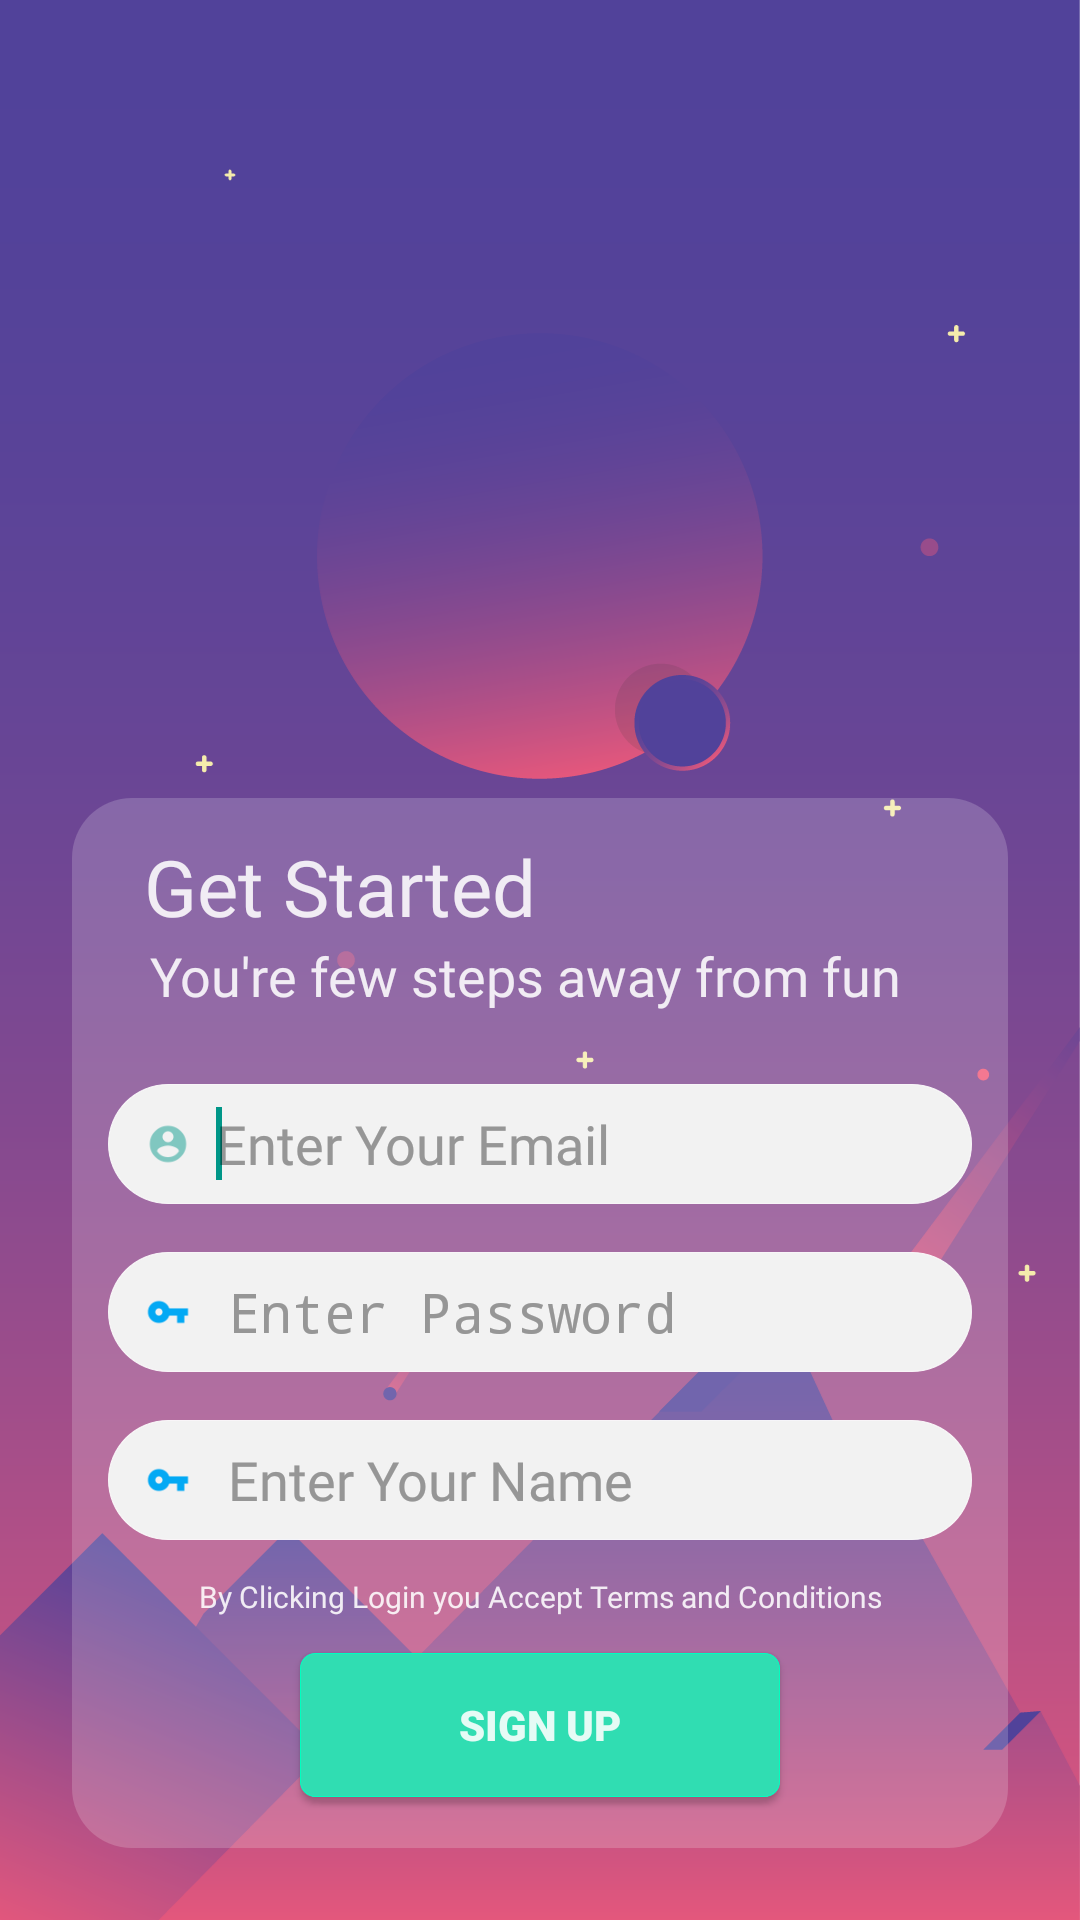 Get Started
You're few steps away from fun
Enter Your Email
Enter Password
Enter Your Name
By Clicking Login you Accept Terms and Conditions
SIGN UP